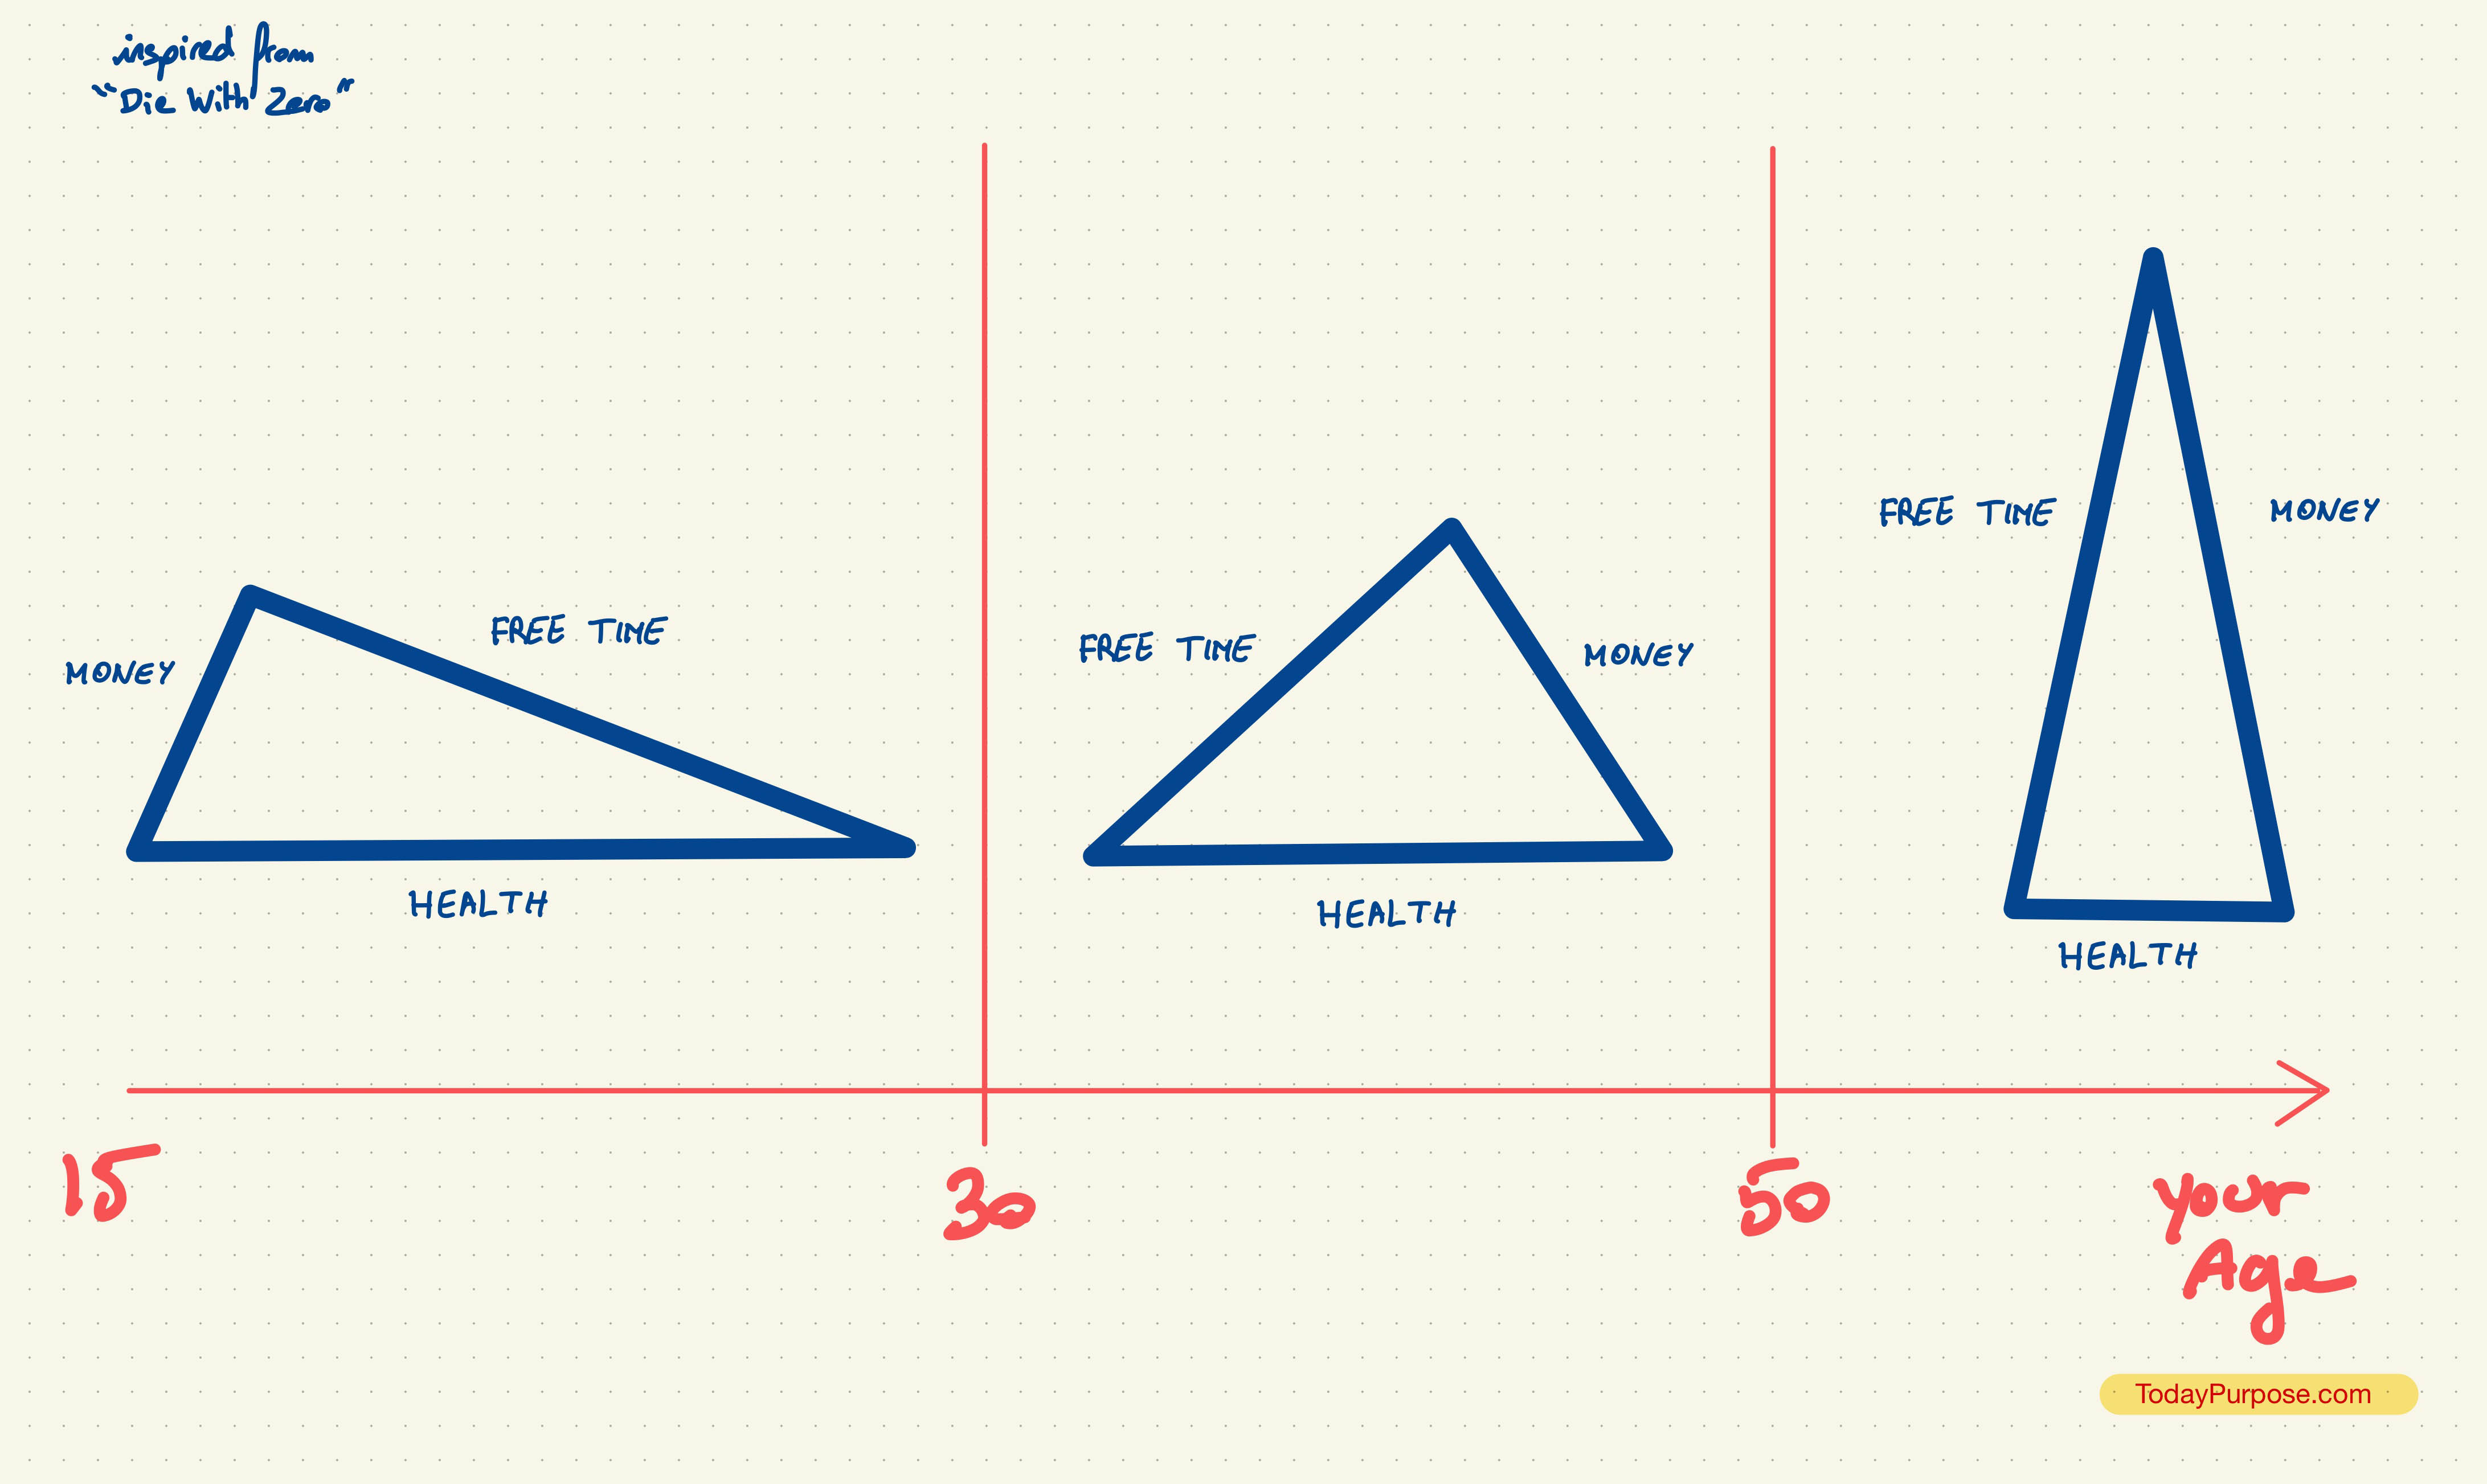 inspired from
"Die With Zero"
MONEY
FREE TIME
HEALTH
FREE TIME
MONEY
HEALTH
FREE TIME
MONEY
HEALTH
15
30
50
your
Age
TodayPurpose.com